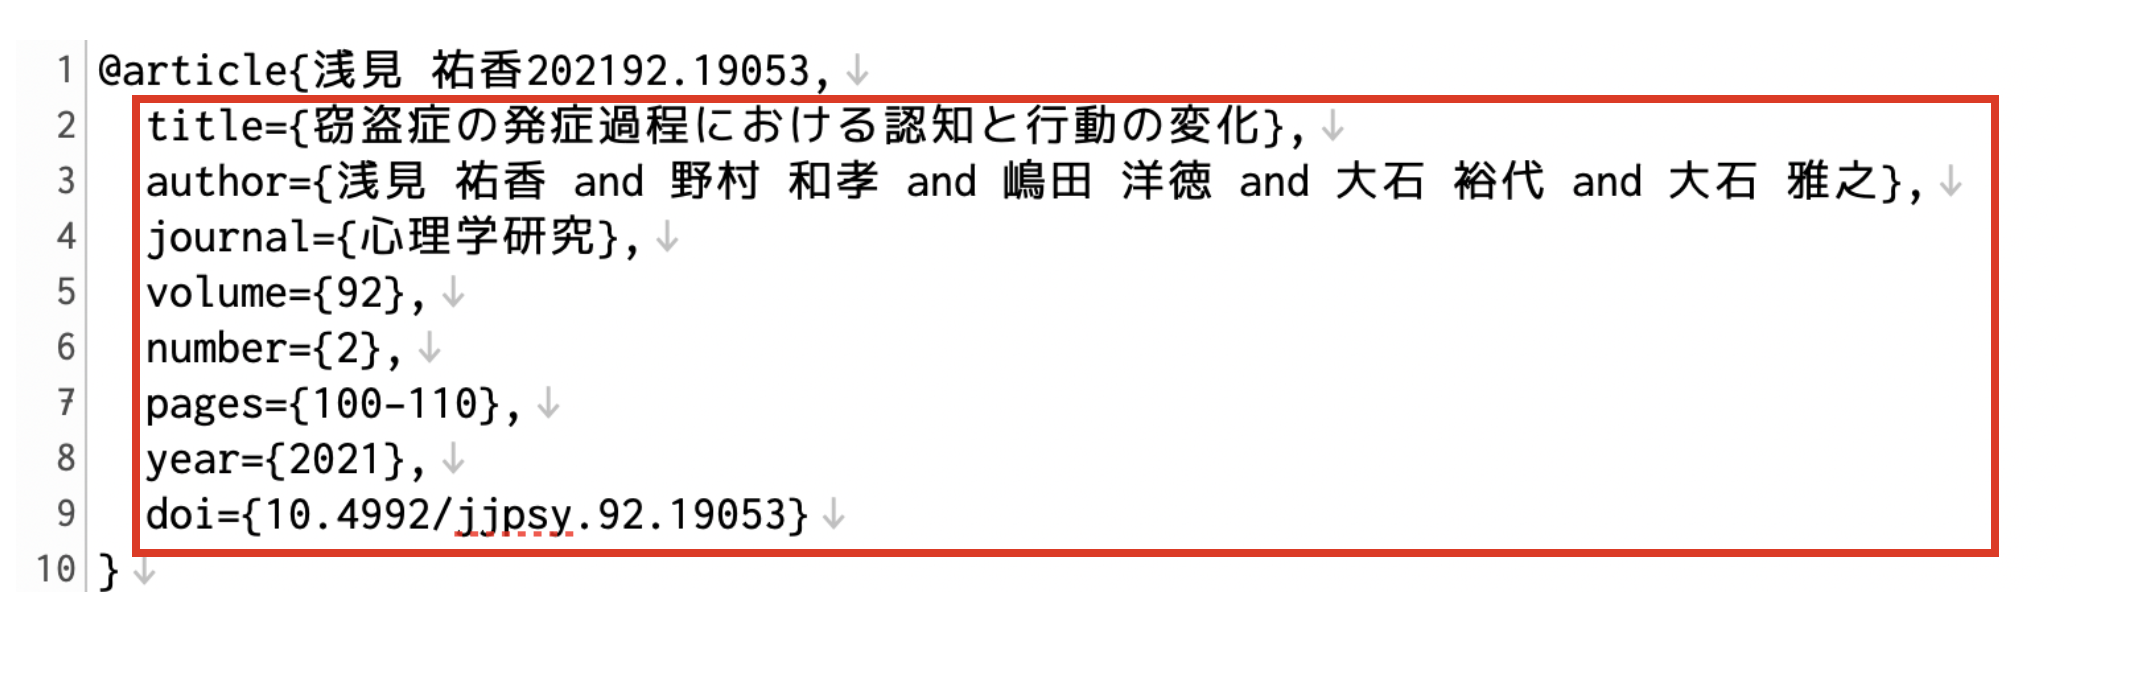 1 @article{浅見 祐香202192.19053,↓
2 title={窃盗症の発症過程における認知と行動の変化},↓
3 author={浅見 祐香 and 野村 和孝 and 嶋田 洋徳 and 大石 裕代 and 大石 雅之},↓
4 journal={心理学研究},↓
5 volume={92},↓
6 number={2},↓
7 pages={100-110},↓
8 year={2021},↓
9 doi={10.4992/jjpsy.92.19053}↓
10 }↓